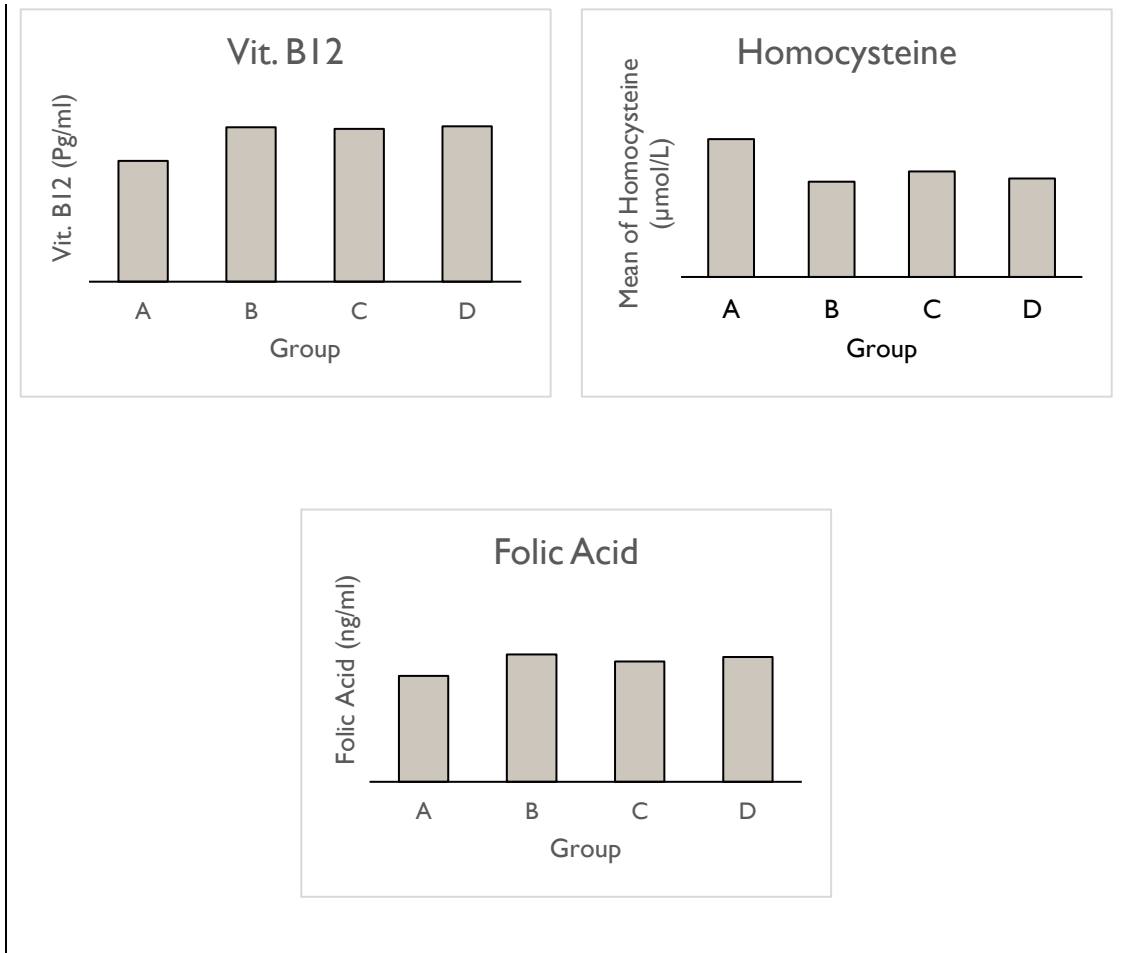 Vit. B12
Vit. B12 (Pg/ml)
A B C D
Group
Homocysteine
Mean of Homocysteine
(µmol/L)
A B C D
Group
Folic Acid
Folic Acid (ng/ml)
A B C D
Group